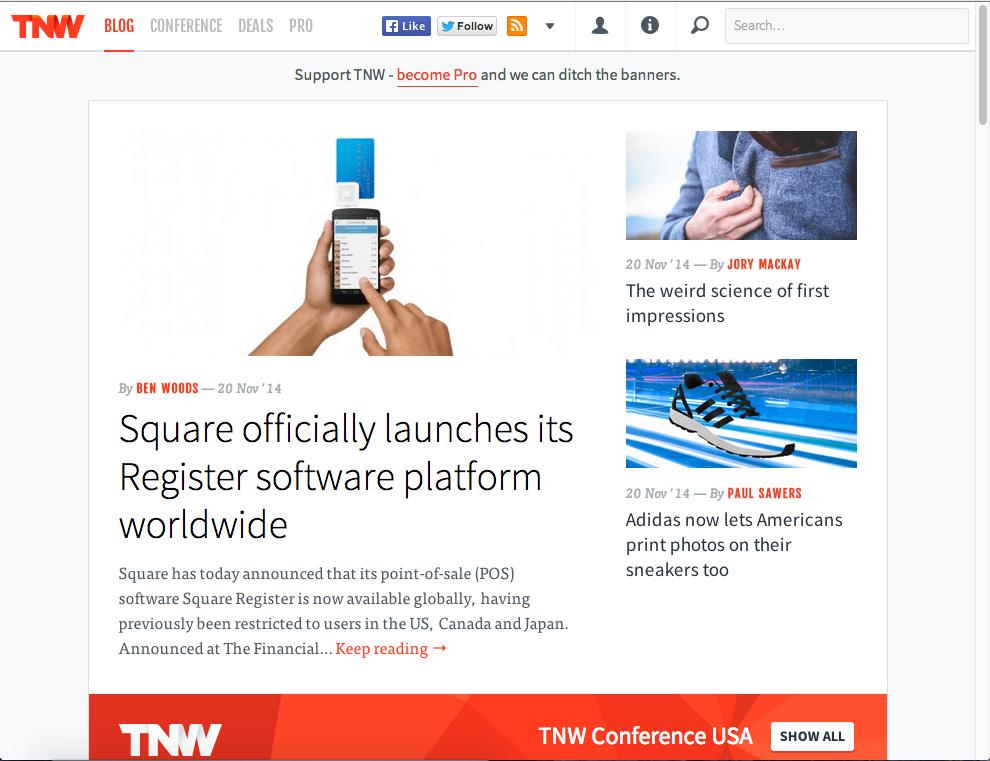 TNW BLOG CONFERENCE DEALS PRO Like Follow Search...
Support TNW - become Pro and we can ditch the banners.
By BEN WOODS — 20 Nov '14
Square officially launches its
Register software platform
worldwide
Square has today announced that its point-of-sale (POS)
software Square Register is now available globally, having
previously been restricted to users in the US, Canada and Japan.
Announced at The Financial... Keep reading →
20 Nov '14 — By JORY MACKAY
The weird science of first
impressions
20 Nov '14 — By PAUL SAWERS
Adidas now lets Americans
print photos on their
sneakers too
TNW TNW Conference USA SHOW ALL